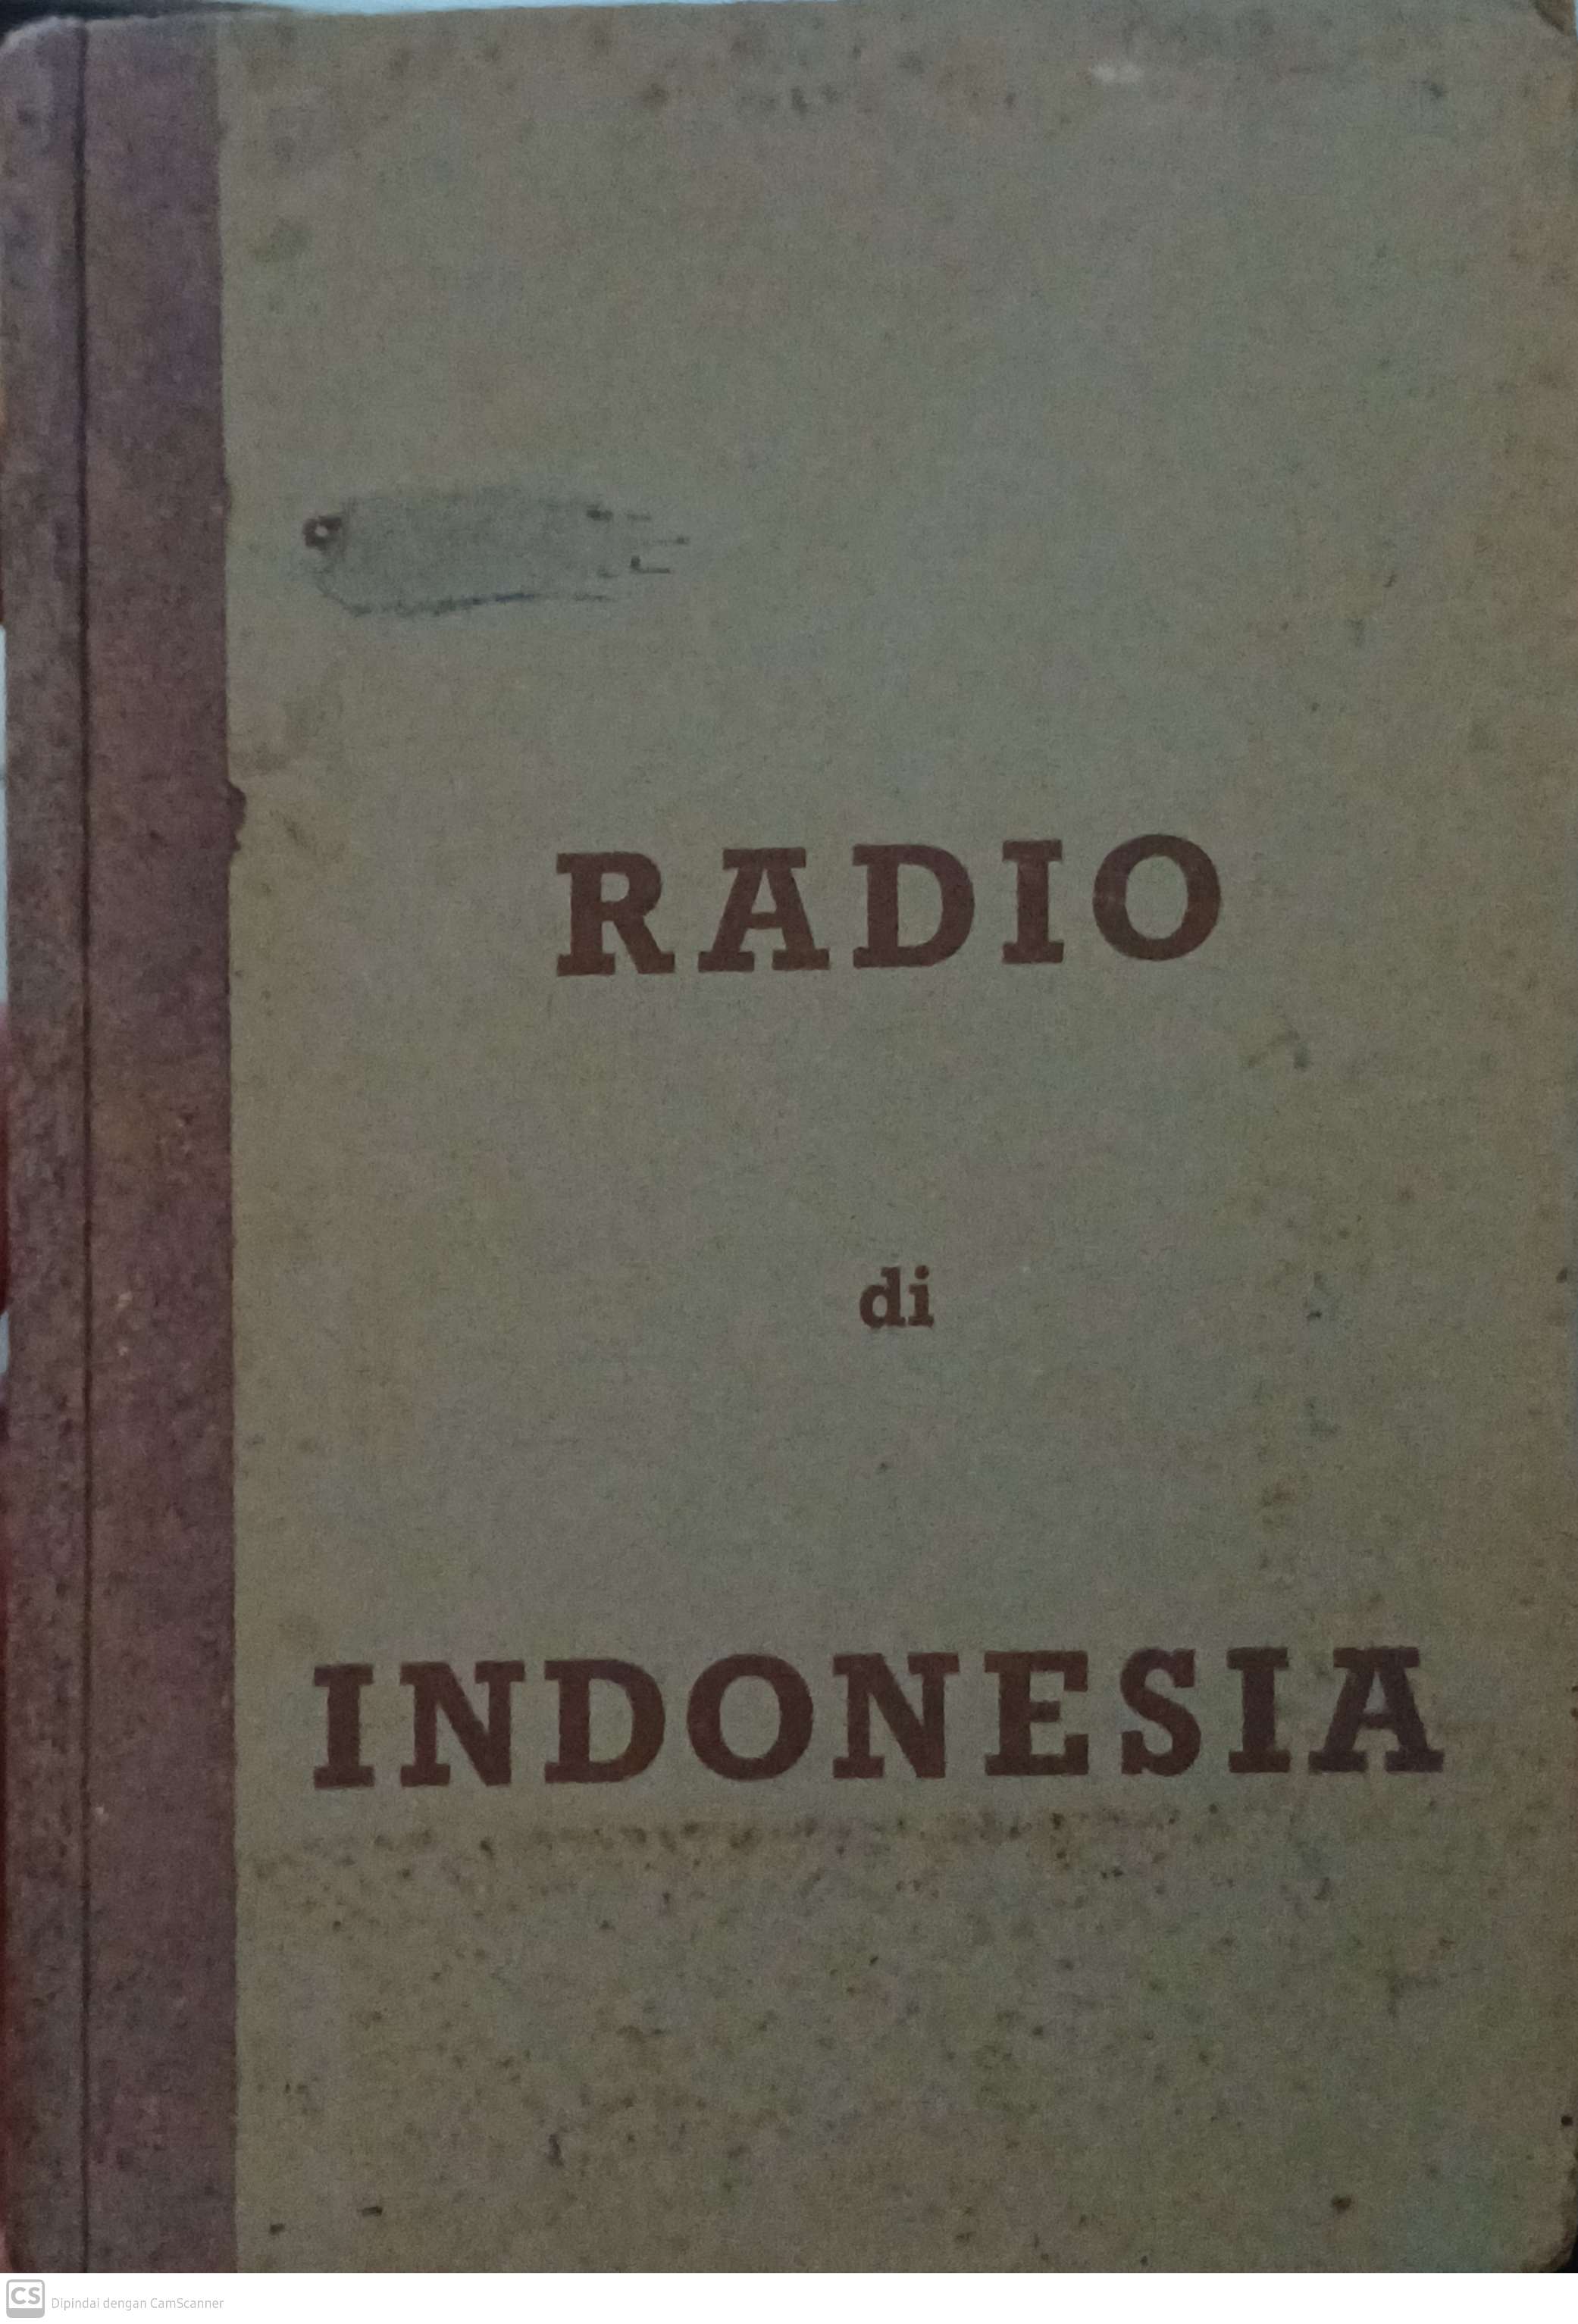 RADIO
di
INDONESIA
CS Dipindai dengan CamScanner